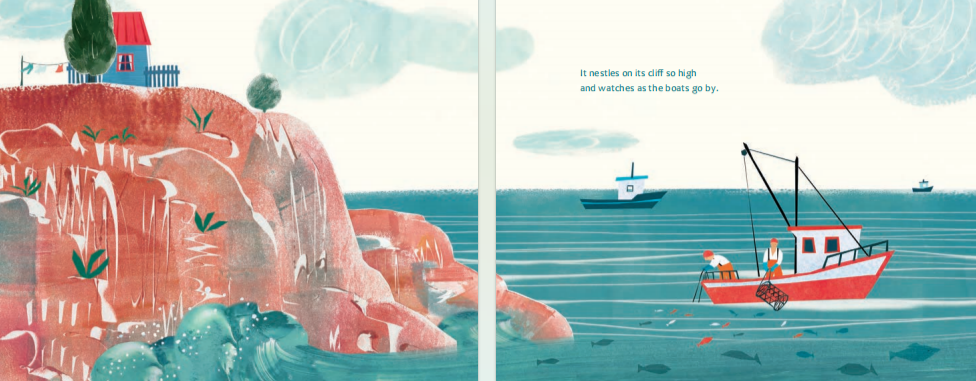 It nestles on its cliff so high
and watches as the boats go by.